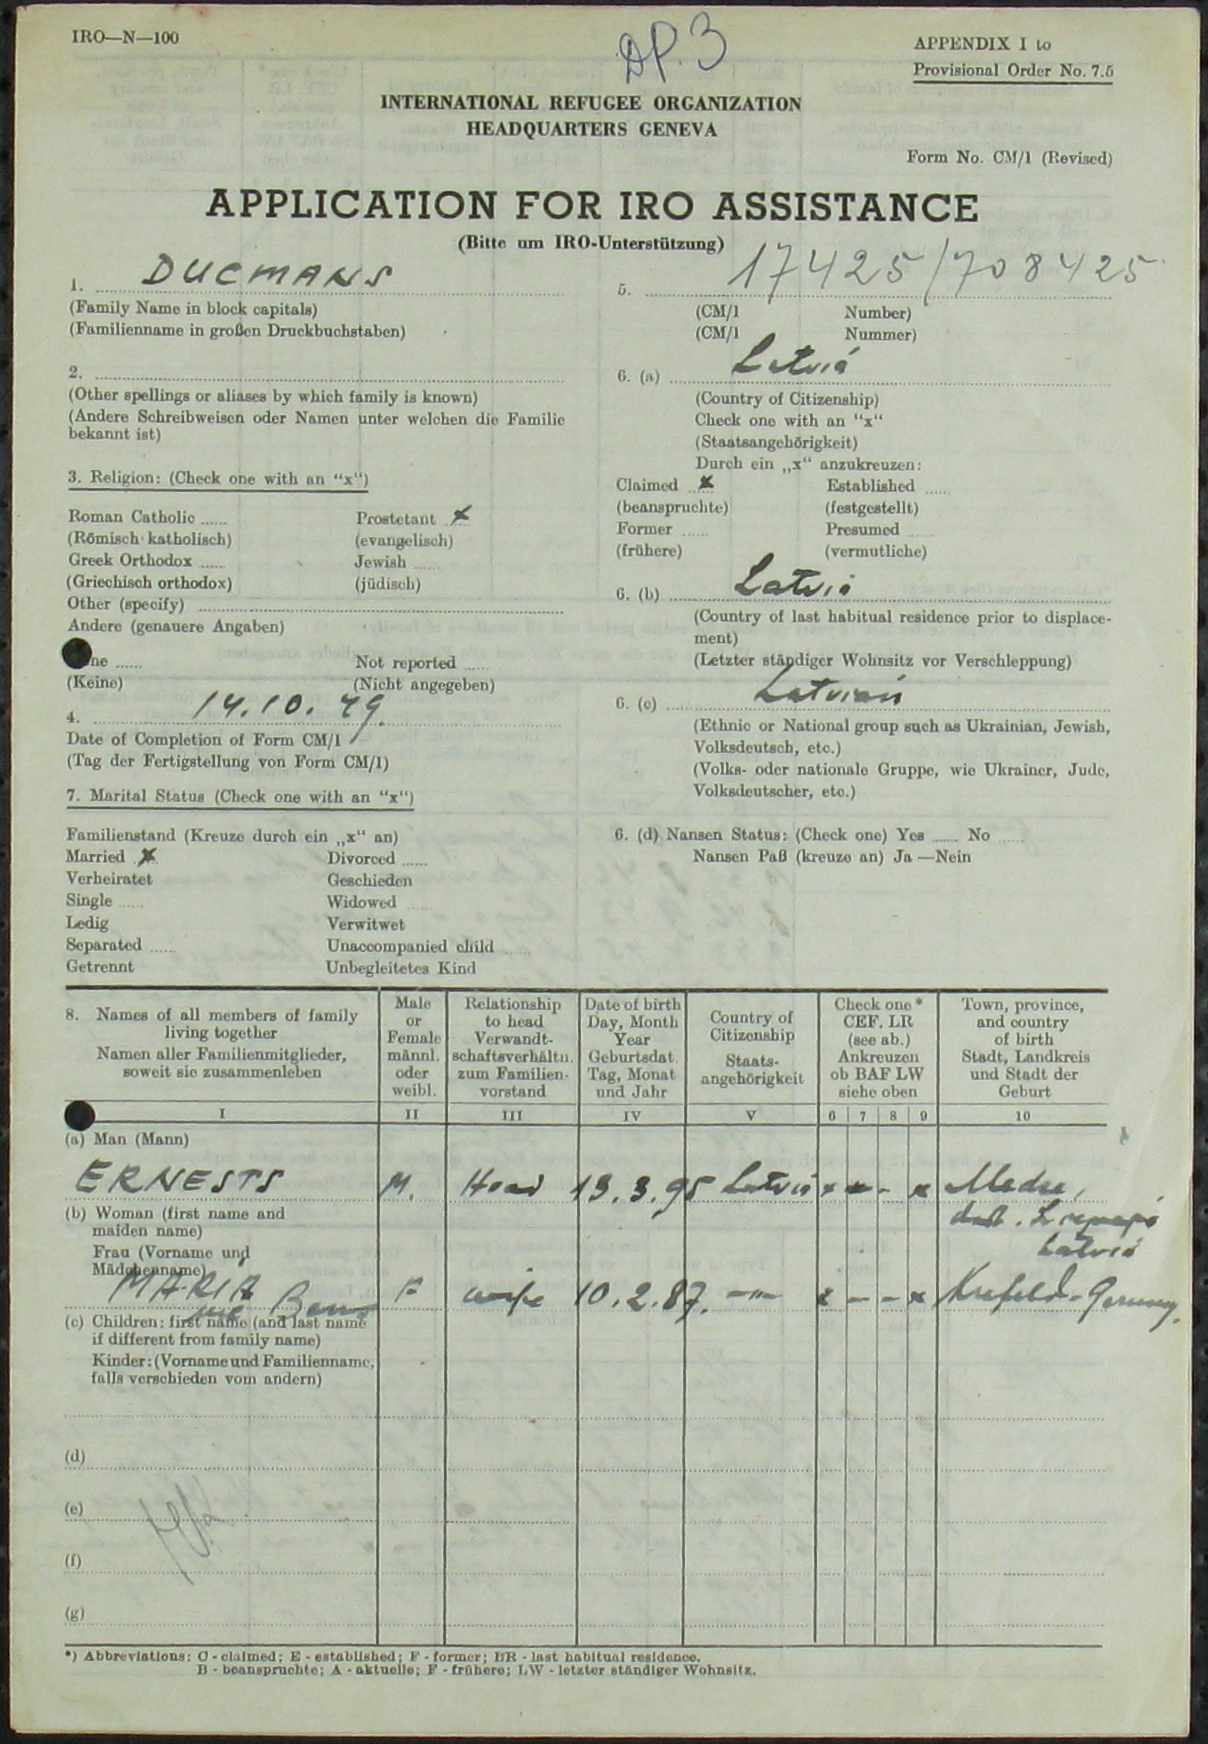 IRO—N—100
DP. 3
APPENDIX I to
Provisional Order No. 7.5
INTERNATIONAL REFUGEE ORGANIZATION
HEADQUARTERS GENEVA
Form No. CM/1 (Revised)
APPLICATION FOR IRO ASSISTANCE
(Bitte um IRO-Unterstützung)
1. DUCMANS
(Family Name in block capitals)
(Familienname in großen Druckbuchstaben)
2.
(Other spellings or aliases by which family is known)
(Andere Schreibweisen oder Namen unter welchen die Familie
bekannt ist)
3. Religion: (Check one with an “x“)
Roman Catholic ...... Prostetant x
(Römisch katholisch) (evangelisch)
Greek Orthodox ...... Jewish ......
(Griechisch orthodox) (jüdisch)
Other (specify)
Andere (genauere Angaben)
ne ...... Not reported ......
(Keine) (Nicht angegeben)
4. 14.10.49.
Date of Completion of Form CM/1
(Tag der Fertigstellung von Form CM/1)
7. Marital Status (Check one with an “x“)
Familienstand (Kreuze durch ein „x“ an)
Married x Divorced ......
Verheiratet Geschieden
Single ...... Widowed ......
Ledig Verwitwet
Separated ...... Unaccompanied child ......
Getrennt Unbegleitetes Kind
5. 17425/708425
(CM/1 Number)
(CM/1 Nummer)
6. (a) Latvia
(Country of Citizenship)
Check one with an “x“
(Staatsangehörigkeit)
Durch ein „x“ anzukreuzen:
Claimed x Established ......
(beanspruchte) (festgestellt)
Former ...... Presumed ......
(frühere) (vermutliche)
6. (b) Latvia
(Country of last habitual residence prior to displace-
ment)
(Letzter ständiger Wohnsitz vor Verschleppung)
6. (c) Latvian
(Ethnic or National group such as Ukrainian, Jewish,
Volksdeutsch, etc.)
(Volks- oder nationale Gruppe, wie Ukrainer, Jude,
Volksdeutscher, etc.)
6. (d) Nansen Status: (Check one) Yes ...... No ......
Nansen Paß (kreuze an) Ja —Nein
8. Names of all members of family
living together
Namen aller Familienmitglieder,
soweit sie zusammenleben
Male
or
Female
männl.
oder
weibl.
Relationship
to head
Verwandt-
schaftsverhältn.
zum Familien-
vorstand
Date of birth
Day, Month
Year
Geburtsdat.
Tag, Monat
und Jahr
Country of
Citizenship
Staats-
angehörigkeit
Check one *
CEF. LR
(see ab.)
Ankreuzen
ob BAF LW
siehe oben
Town, province,
and country
of birth
Stadt, Landkreis
und Stadt der
Geburt
I II III IV V 6 7 8 9 10
(a) Man (Mann)
ERNESTS M. Head 13.3.95 Latvia x x - x
Latvia
(b) Woman (first name and
maiden name)
Frau (Vorname und
Mädchenname)
MARIA F wife 10.2.87. —"— x - - x Krefeld - Germany.
nee
(c) Children: first name (and last name
if different from family name)
Kinder: (Vorname und Familienname,
falls verschieden vom andern)
(d)
(e)
(f)
(g)
*) Abbreviations: C - claimed; E - established; F - former; LR - last habitual residence.
B - beanspruchte; A - aktuelle; F - frühere; LW - letzter ständiger Wohnsitz.